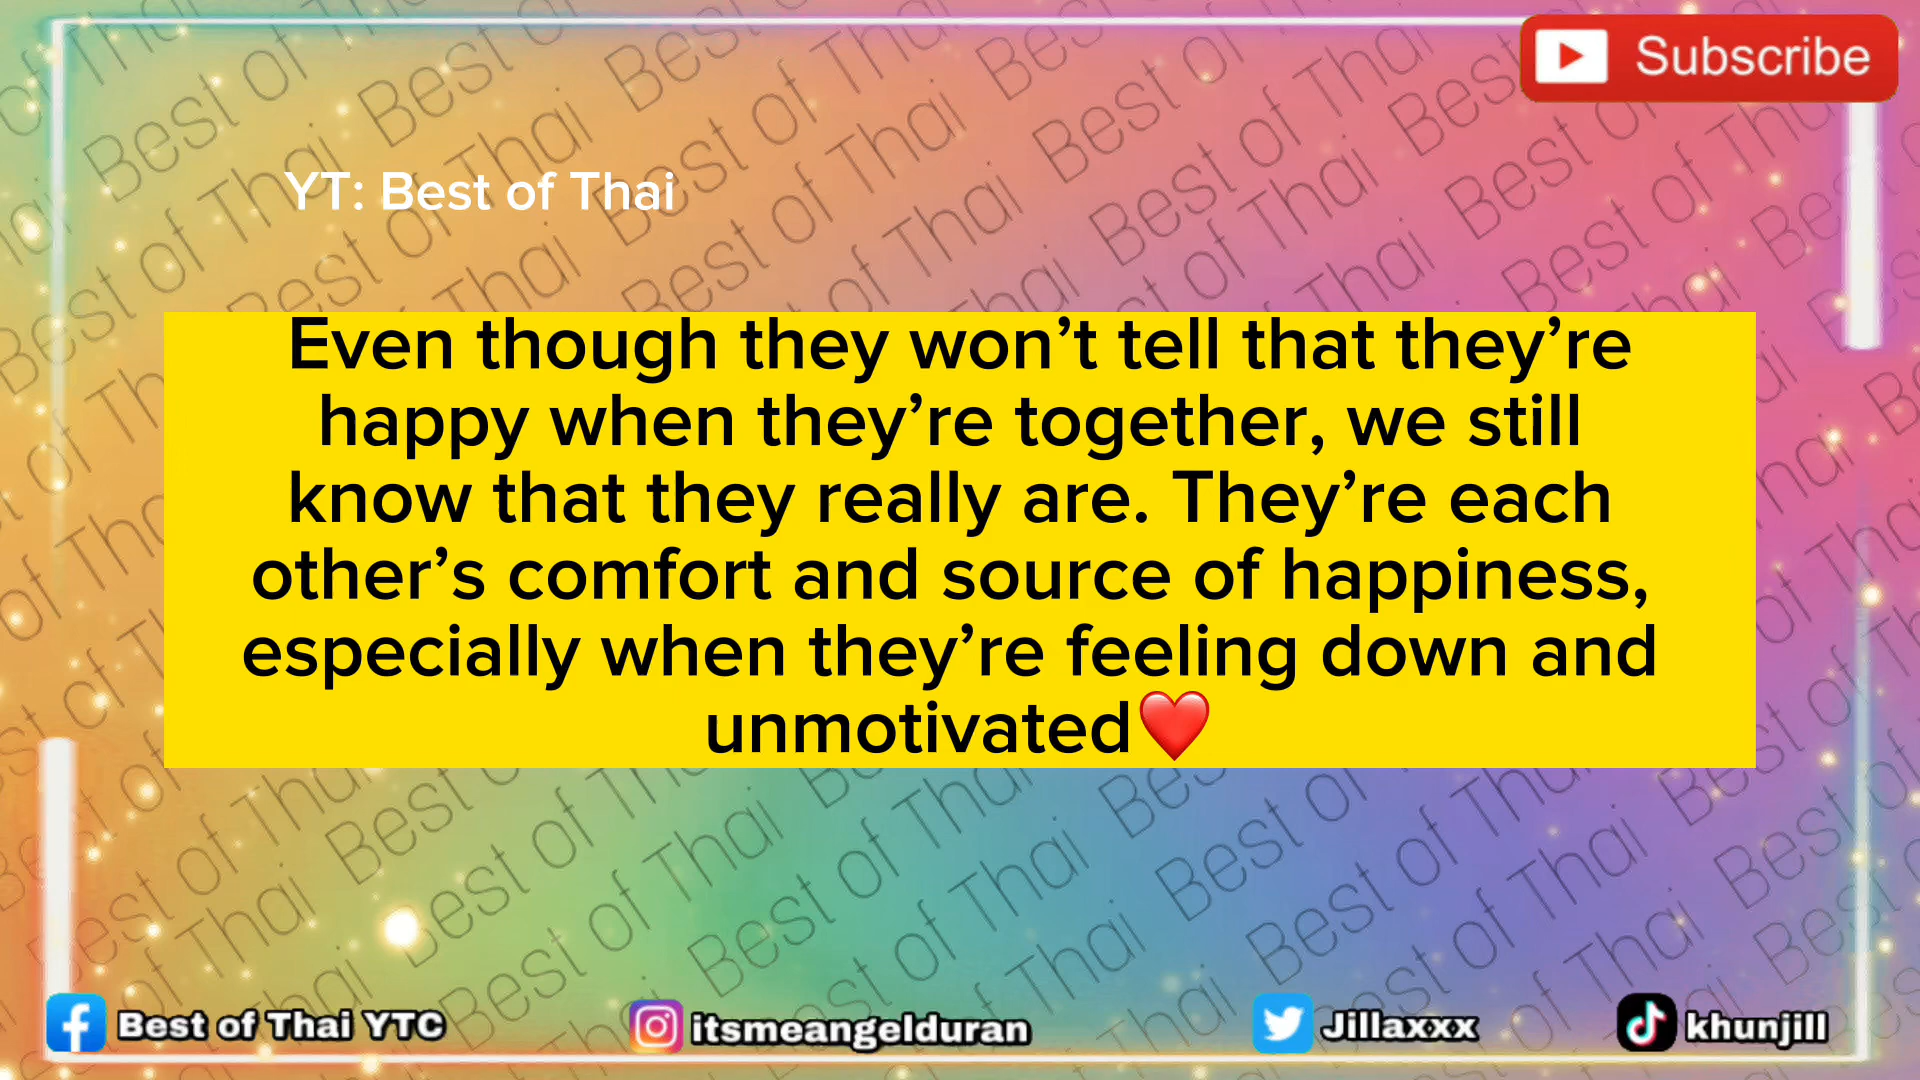 Subscribe
YT: Best of Thai
Even though they won’t tell that they’re
happy when they’re together, we still
know that they really are. They’re each
other’s comfort and source of happiness,
especially when they’re feeling down and
unmotivated❤️
Best of Thai YTC
itsmeangelduran
Jillaxxx
khunjill